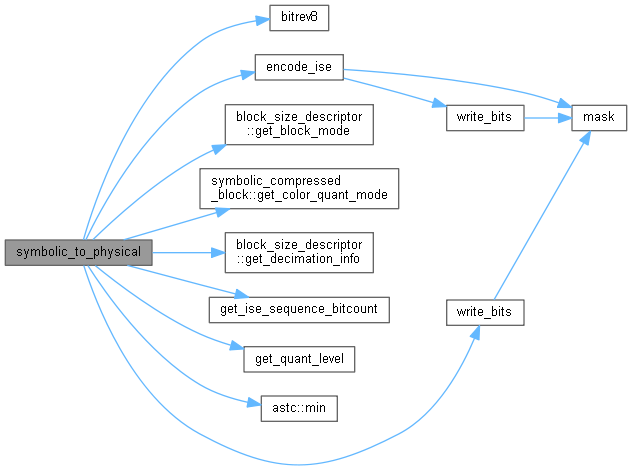 bitrev8
encode_ise
block_size_descriptor
::get_block_mode
write_bits
mask
symbolic_compressed
_block::get_color_quant_mode
symbolic_to_physical
block_size_descriptor
::get_decimation_info
get_ise_sequence_bitcount
write_bits
get_quant_level
astc::min